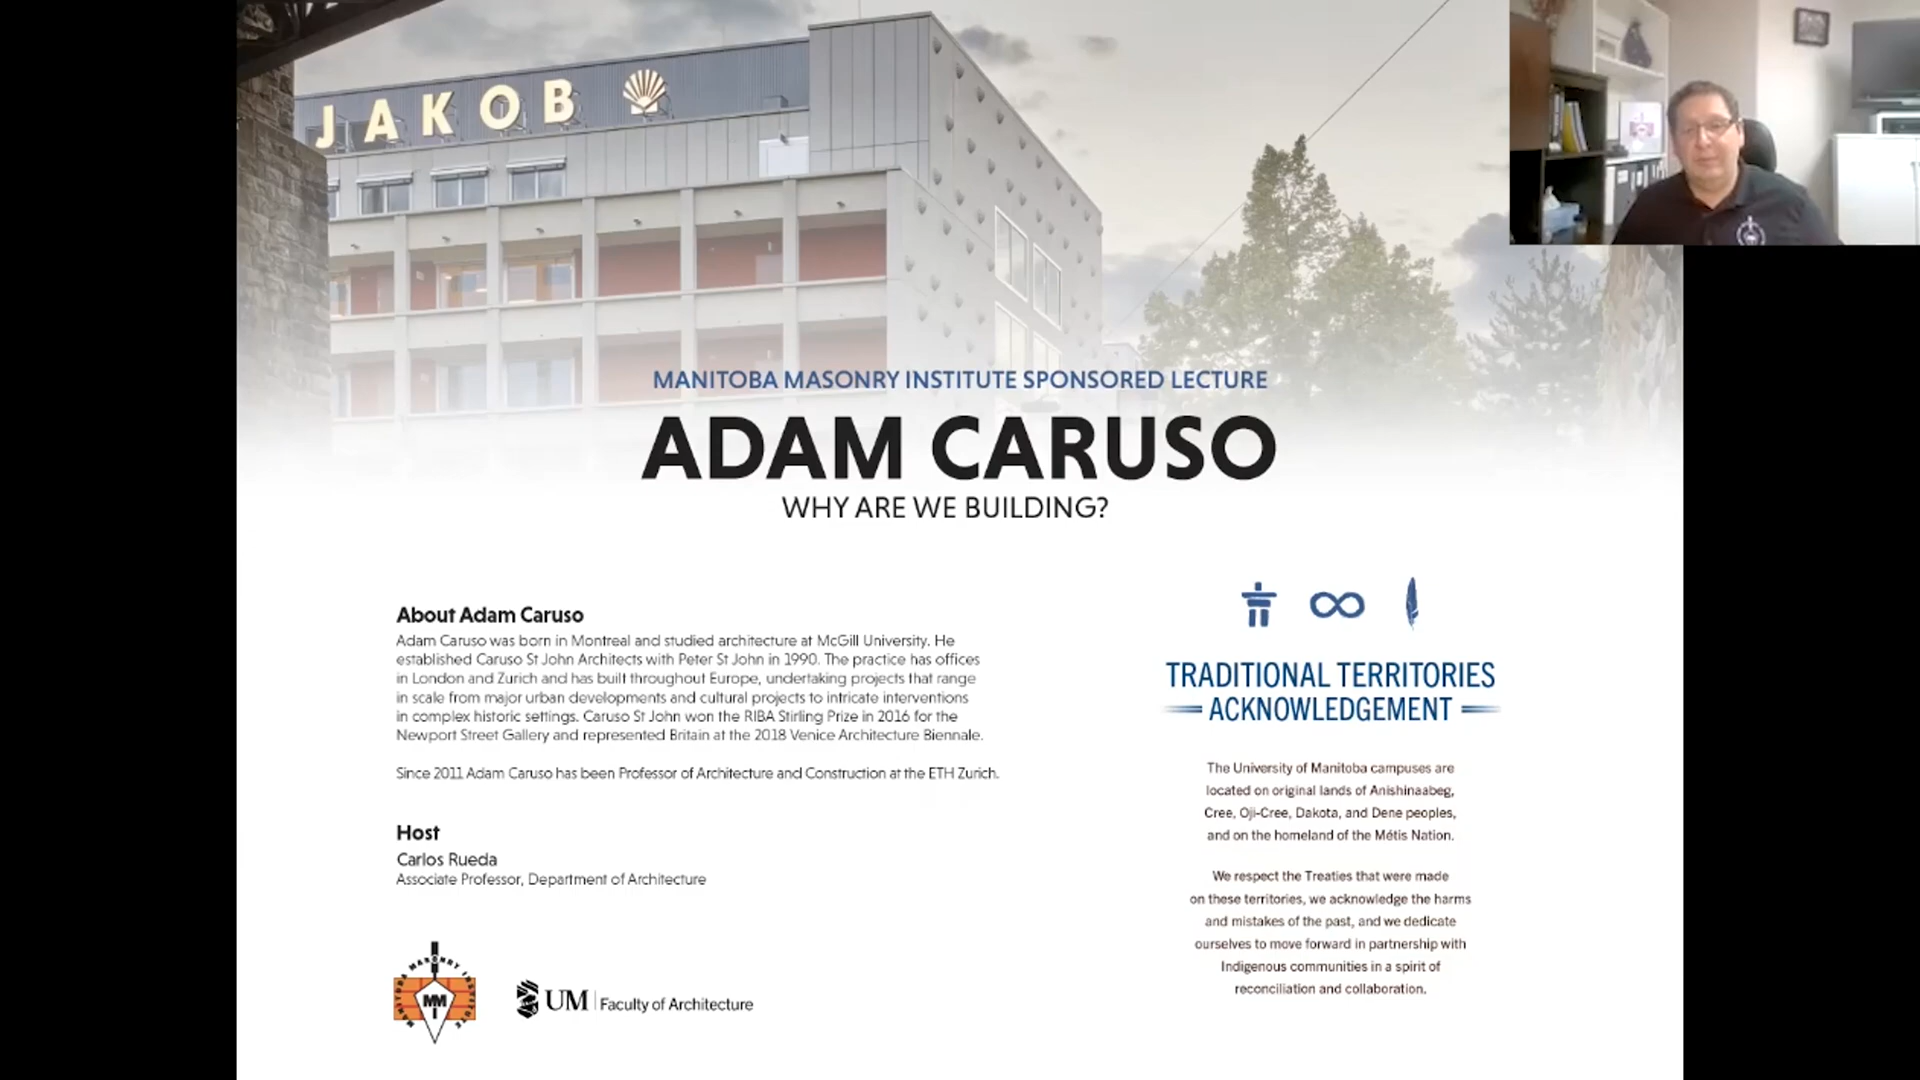 JAKOB
MANITOBA MASONRY INSTITUTE SPONSORED LECTURE
ADAM CARUSO
WHY ARE WE BUILDING?
About Adam Caruso
Adam Caruso was born in Montreal and studied architecture at McGill University. He
established Caruso St John Architects with Peter St John in 1990. The practice has offices
in London and Zurich and has built throughout Europe, undertaking projects that range
in scale from major urban developments and cultural projects to intricate interventions
in complex historic settings. Caruso St John won the RIBA Stirling Prize in 2016 for the
Newport Street Gallery and represented Britain at the 2018 Venice Architecture Biennale.
Since 2011 Adam Caruso has been Professor of Architecture and Construction at the ETH Zurich.
Host
Carlos Rueda
Associate Professor, Department of Architecture
MANITOBA MASONRY INSTITUTE
MM
UM Faculty of Architecture
TRADITIONAL TERRITORIES
ACKNOWLEDGEMENT
The University of Manitoba campuses are
located on original lands of Anishinaabeg,
Cree, Oji-Cree, Dakota, and Dene peoples,
and on the homeland of the Métis Nation.
We respect the Treaties that were made
on these territories, we acknowledge the harms
and mistakes of the past, and we dedicate
ourselves to move forward in partnership with
Indigenous communities in a spirit of
reconciliation and collaboration.